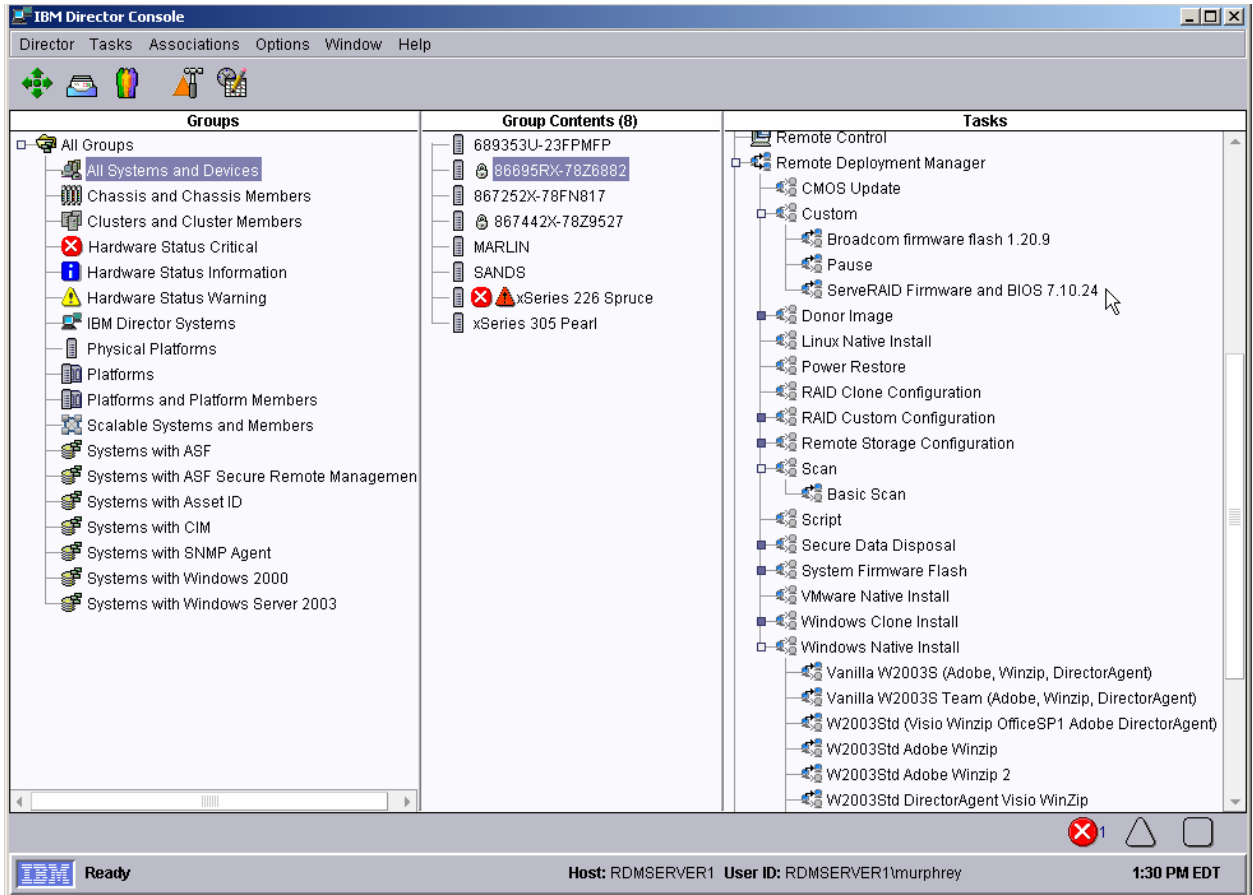 IBM Director Console
Director Tasks Associations Options Window Help
Groups
All Groups
All Systems and Devices
Chassis and Chassis Members
Clusters and Cluster Members
Hardware Status Critical
Hardware Status Information
Hardware Status Warning
IBM Director Systems
Physical Platforms
Platforms
Platforms and Platform Members
Scalable Systems and Members
Systems with ASF
Systems with ASF Secure Remote Managemen
Systems with Asset ID
Systems with CIM
Systems with SNMP Agent
Systems with Windows 2000
Systems with Windows Server 2003
Group Contents (8)
689353U-23FPMFP
86695RX-78Z6882
867252X-78FN817
867442X-78Z9527
MARLIN
SANDS
xSeries 226 Spruce
xSeries 305 Pearl
Tasks
Remote Control
Remote Deployment Manager
CMOS Update
Custom
Broadcom firmware flash 1.20.9
Pause
ServeRAID Firmware and BIOS 7.10.24
Donor Image
Linux Native Install
Power Restore
RAID Clone Configuration
RAID Custom Configuration
Remote Storage Configuration
Scan
Basic Scan
Script
Secure Data Disposal
System Firmware Flash
VMware Native Install
Windows Clone Install
Windows Native Install
Vanilla W2003S (Adobe, Winzip, DirectorAgent)
Vanilla W2003S Team (Adobe, Winzip, DirectorAgent)
W2003Std (Visio Winzip OfficeSP1 Adobe DirectorAgent)
W2003Std Adobe Winzip
W2003Std Adobe Winzip 2
W2003Std DirectorAgent Visio WinZip
1
IBM Ready Host: RDMSERVER1 User ID: RDMSERVER1\murphrey 1:30 PM EDT